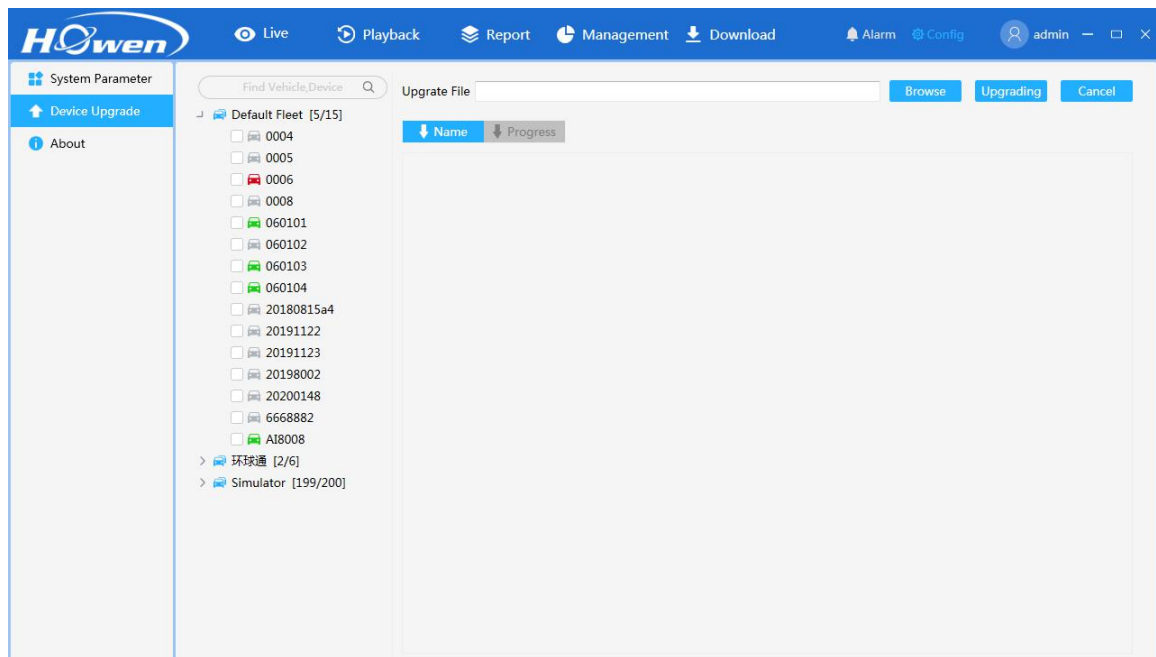 HOwen
Live Playback Report Management Download Alarm Config admin
System Parameter
Device Upgrade
About
Find Vehicle,Device
Upgrate File Browse Upgrading Cancel
Name Progress
Default Fleet [5/15]
0004
0005
0006
0008
060101
060102
060103
060104
20180815a4
20191122
20191123
20198002
20200148
6668882
AI8008
环球通 [2/6]
Simulator [199/200]